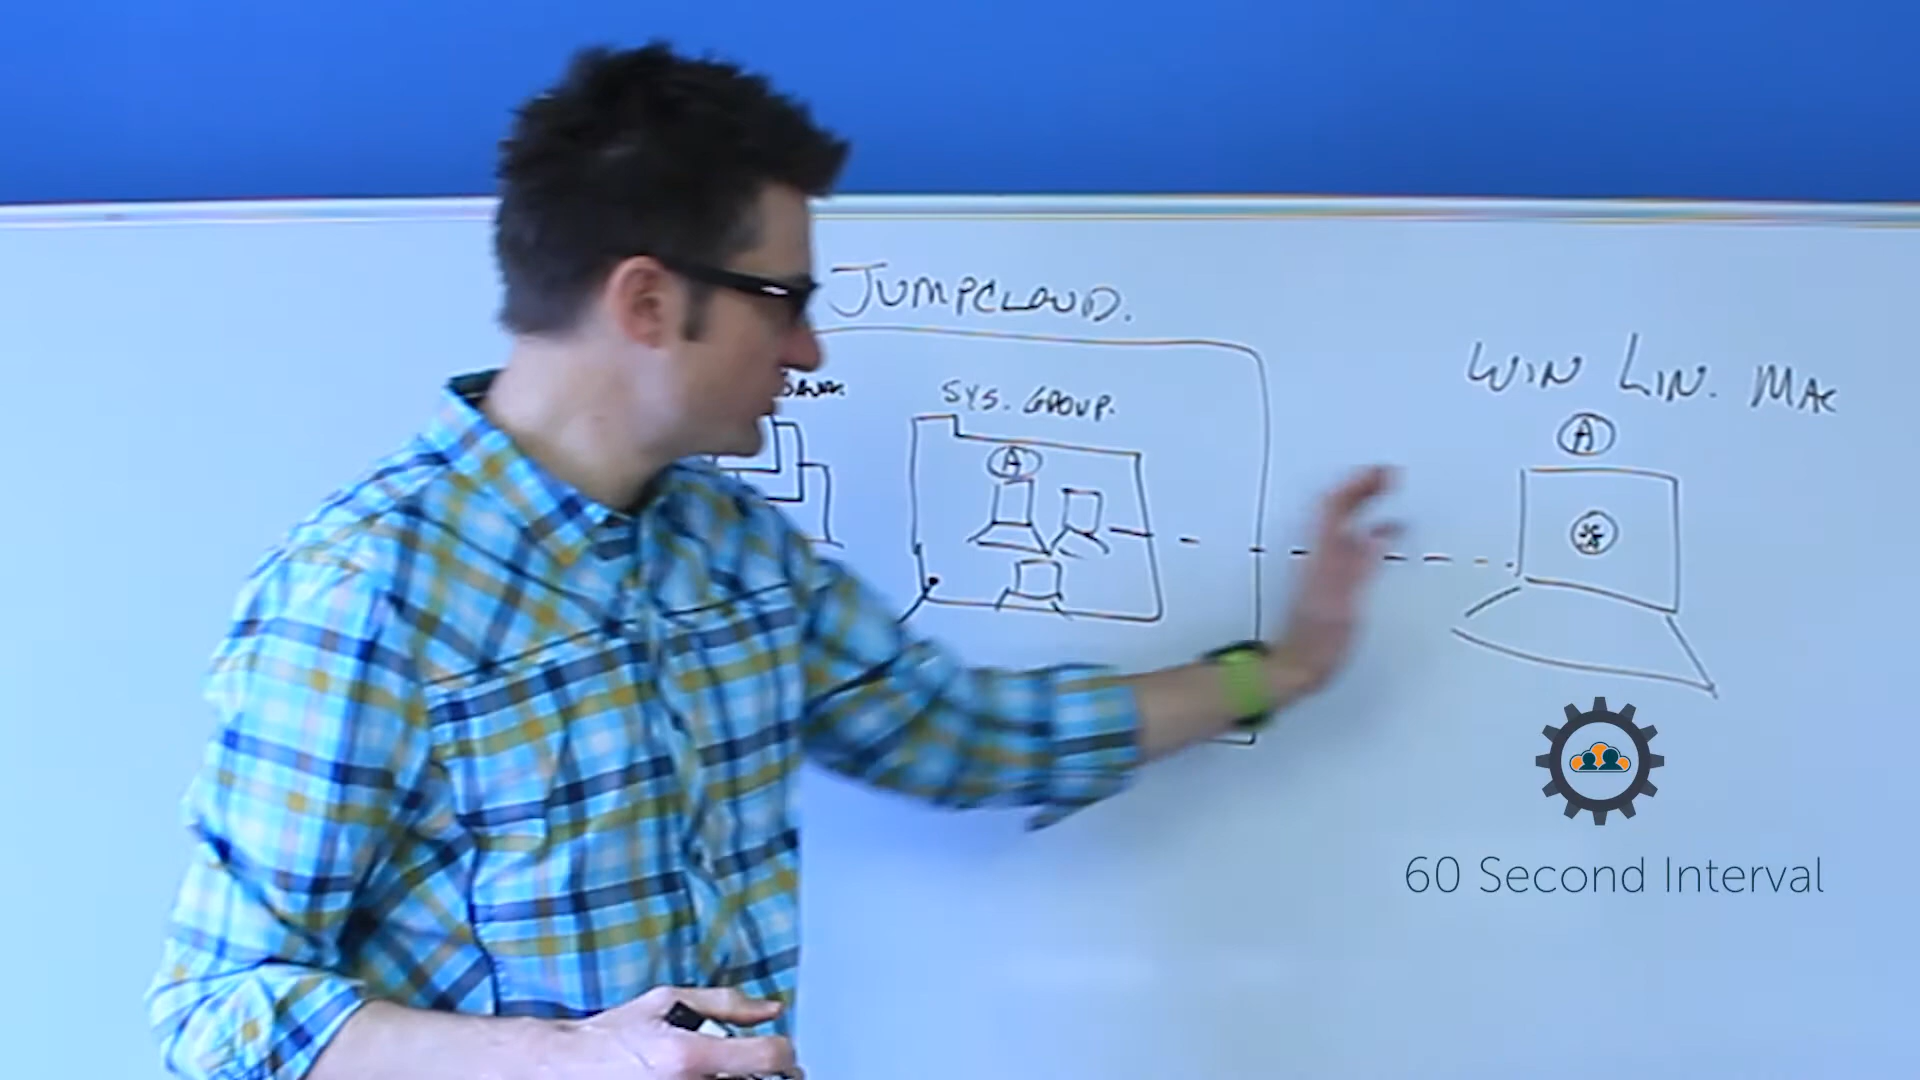 JUMPCLOUD.
SYS. GROUP.
A
WIN LIN. MAC
A
60 Second Interval